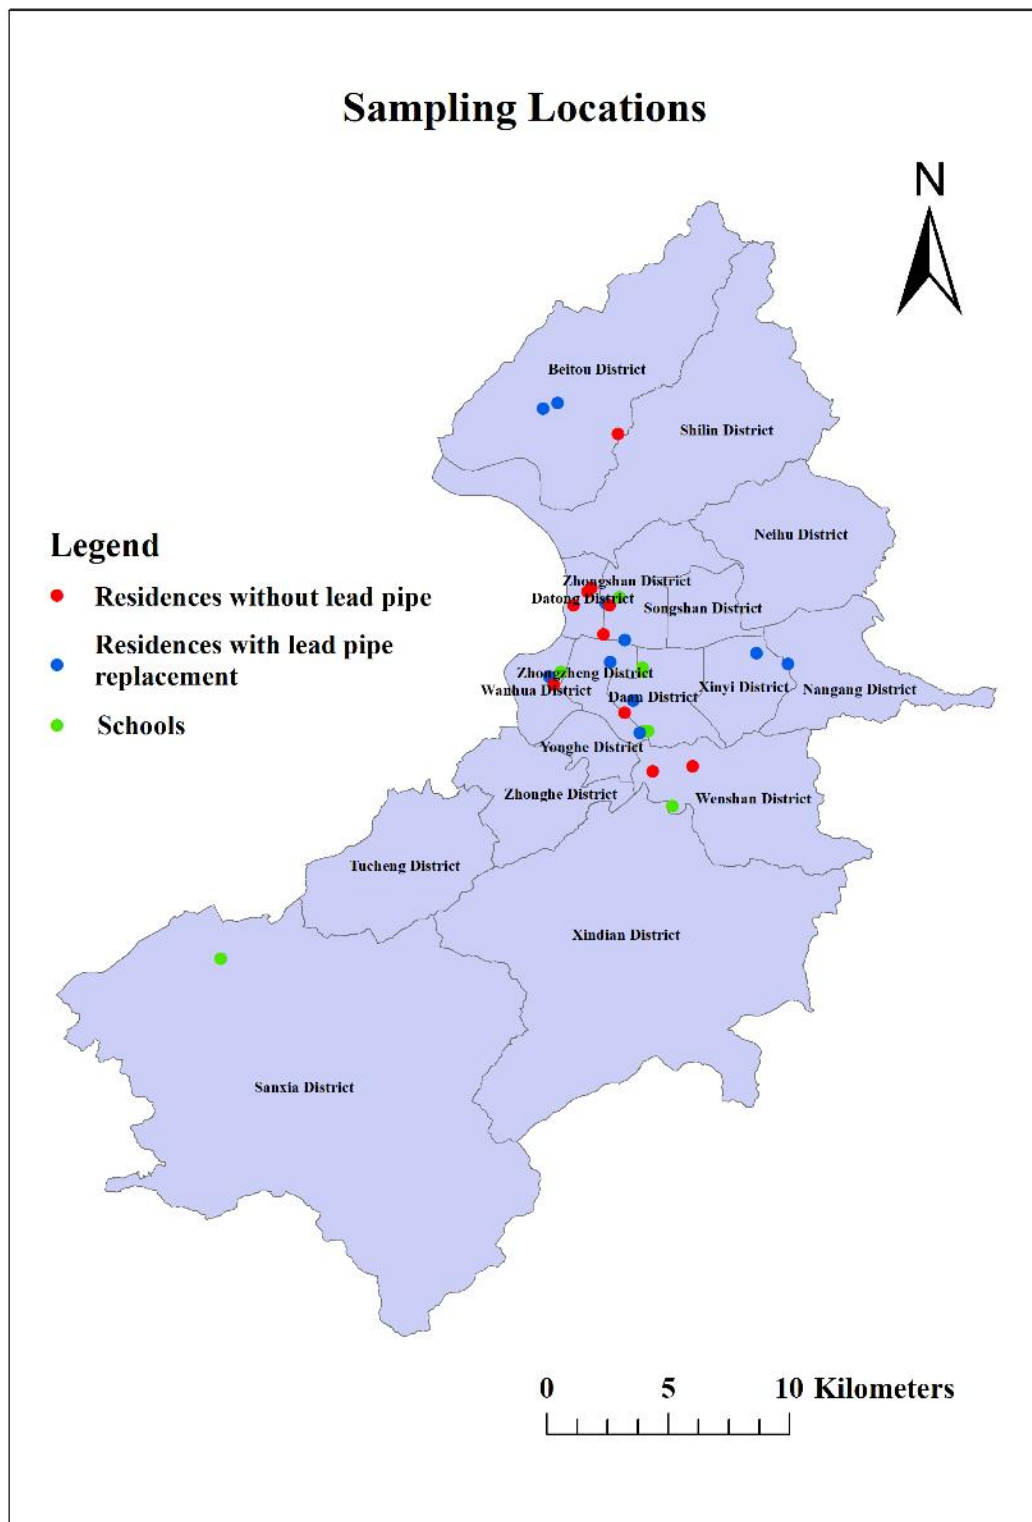 Sampling Locations
N
Beitou District
Shilin District
Neihu District
Legend
Residences without lead pipe
Residences with lead pipe
replacement
Schools
Zhongshan District
Datong District
Songshan District
Zhongzheng District
Wanhua District
Daan District
Xinyi District
Nangang District
Yonghe District
Zhonghe District
Wenshan District
Tucheng District
Xindian District
Sanxia District
0 5 10 Kilometers